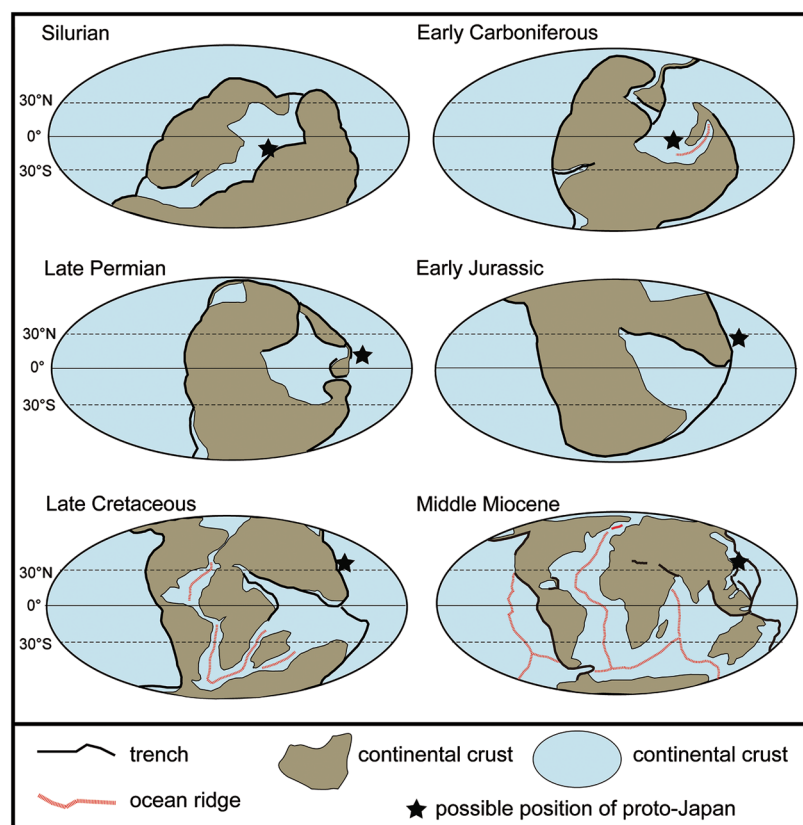 Silurian
Early Carboniferous
30°N
0°
30°S
Late Permian
Early Jurassic
30°N
0°
30°S
Late Cretaceous
Middle Miocene
30°N
0°
30°S
trench
continental crust
continental crust
ocean ridge
possible position of proto-Japan